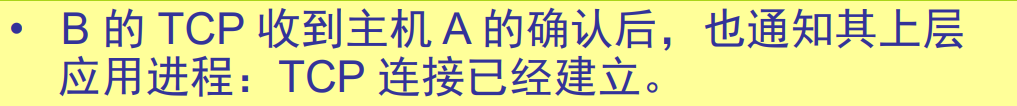 • B 的 TCP 收到主机 A 的确认后，也通知其上层
应用进程：TCP 连接已经建立。